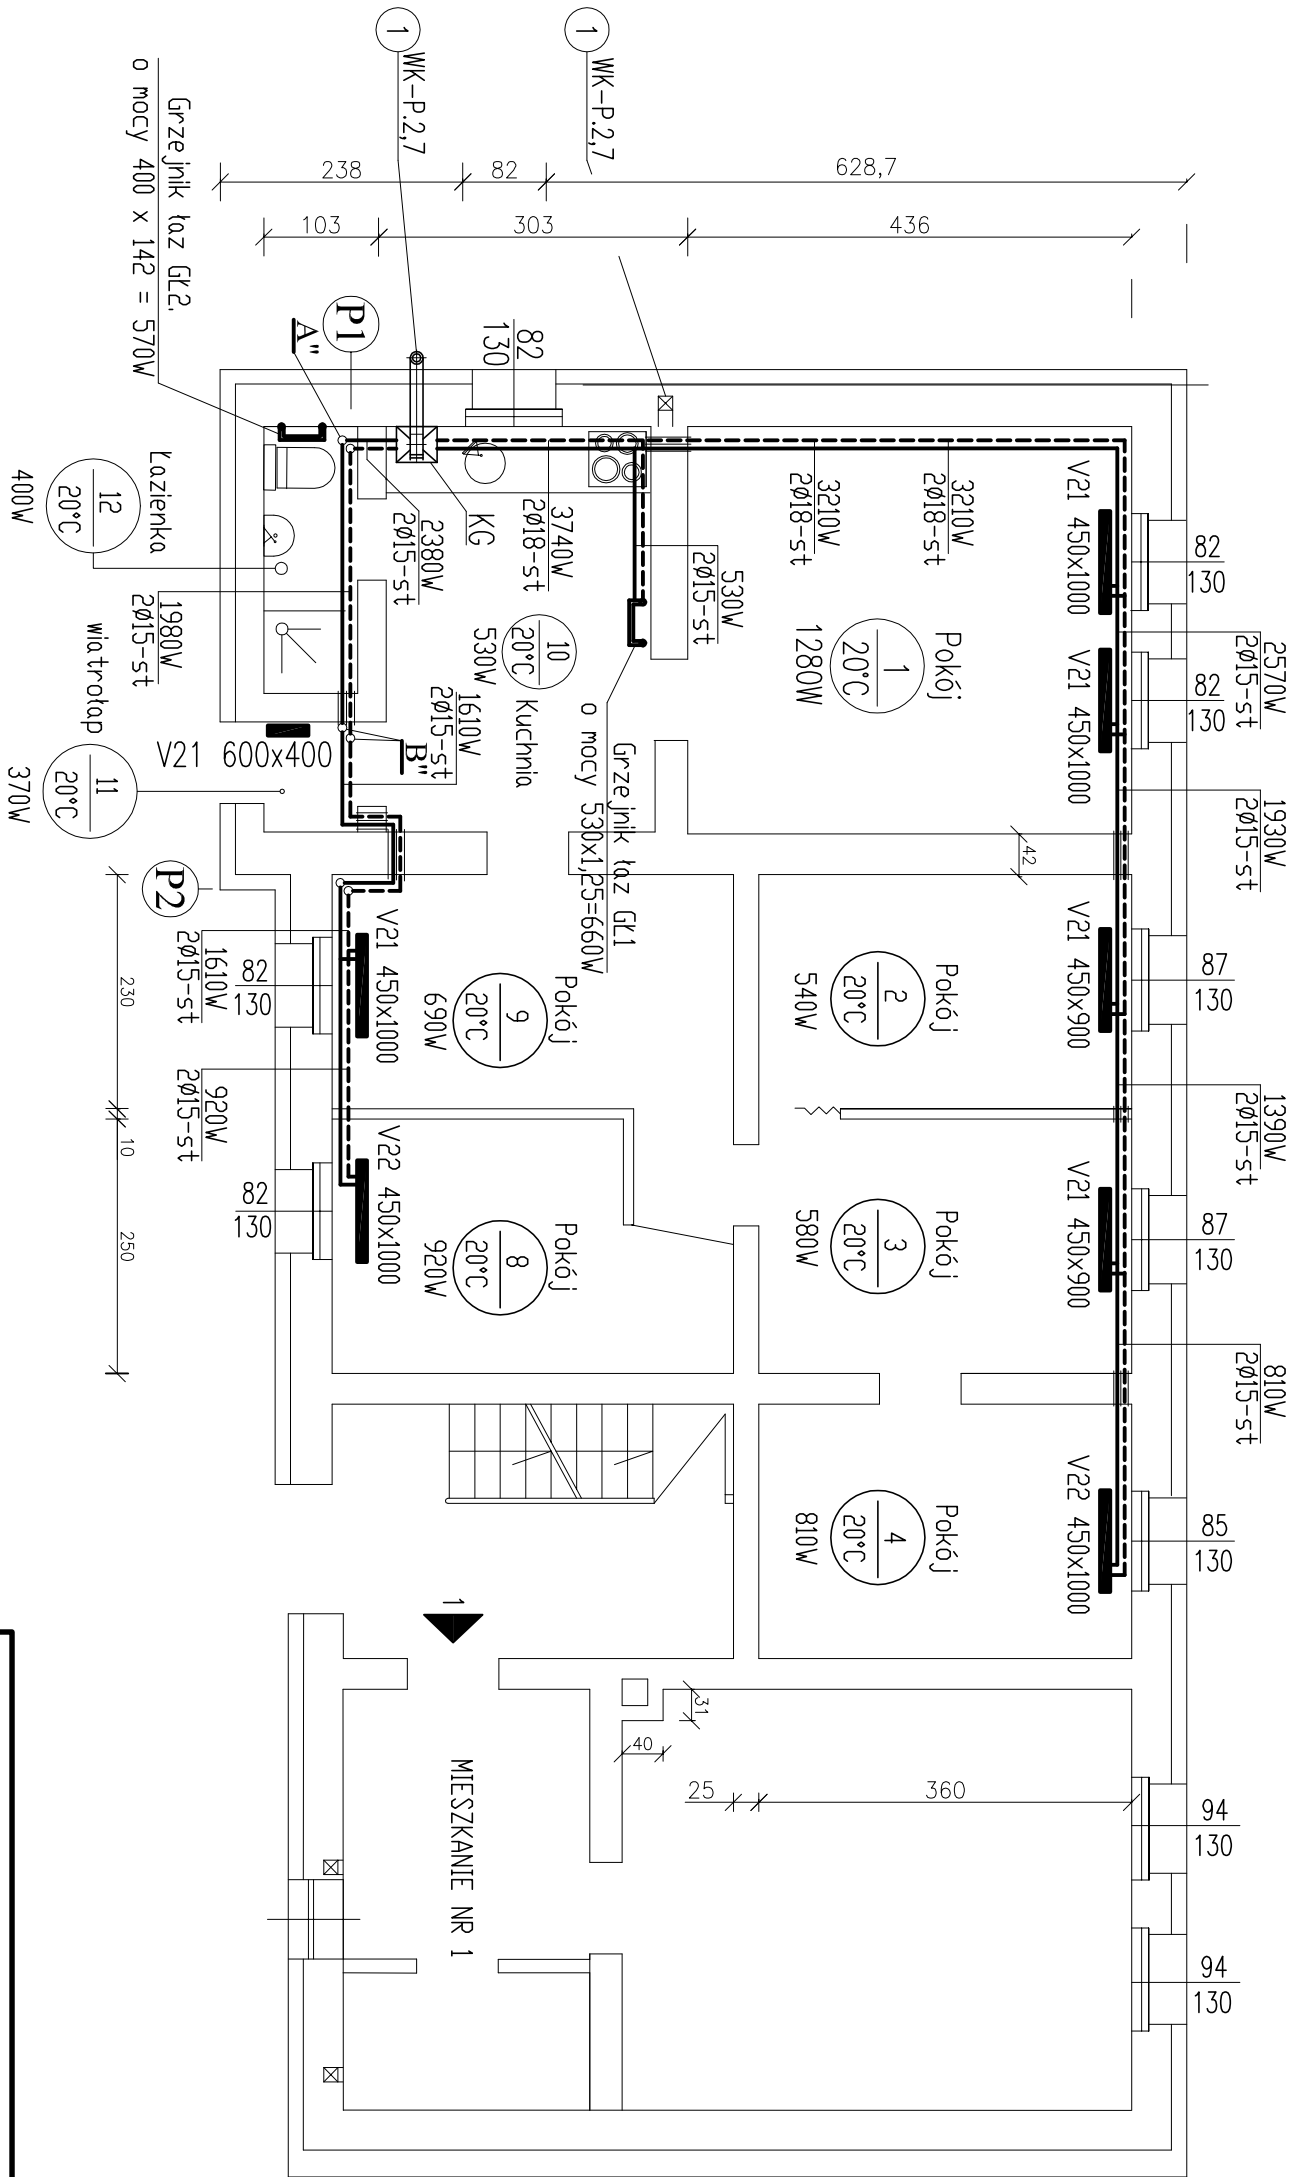 1
WK-P.2,7
1
WK-P.2,7
238
82
628,7
103
303
436
Grzejnik łaz GŁ2.
o mocy 400 x 142 = 570W
P1
A"
82
130
KG
2380W
2Ø15-st
3740W
2Ø18-st
530W
2Ø15-st
3210W
2Ø18-st
3210W
2Ø18-st
V21 450x1000
82
130
2570W
2Ø15-st
V21 450x1000
82
130
1930W
2Ø15-st
Łazienka
12
20°C
400W
1980W
2Ø15-st
10
20°C
530W
Kuchnia
Pokój
1
20°C
1280W
Grzejnik łaz GŁ1
o mocy 530x1,25=660W
1610W
2Ø15-st
B"
wiatrołap
11
20°C
370W
V21 600x400
42
P2
1610W
2Ø15-st
82
130
V21 450x1000
Pokój
9
20°C
690W
Pokój
2
20°C
540W
V21 450x900
87
130
1390W
2Ø15-st
230
10
250
920W
2Ø15-st
82
130
V22 450x1000
Pokój
8
20°C
920W
Pokój
3
20°C
580W
V21 450x900
87
130
810W
2Ø15-st
Pokój
4
20°C
810W
V22 450x1000
85
130
1
MIESZKANIE NR 1
31
40
25
360
94
130
94
130